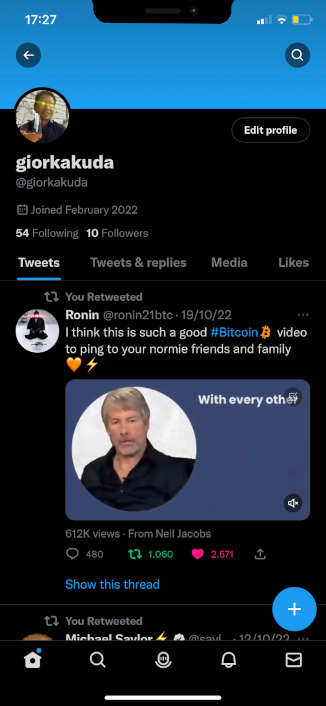 17:27
Edit profile
giorkakuda
@giorkakuda
Joined February 2022
54 Following 10 Followers
Tweets Tweets & replies Media Likes
You Retweeted
Ronin @ronin21btc · 19/10/22
I think this is such a good #Bitcoin video
to ping to your normie friends and family
🧡⚡
With every other
612K views · From Neil Jacobs
480 1.060 2.571
Show this thread
You Retweeted
Michael Saylor⚡ @sayl... · 12/10/22